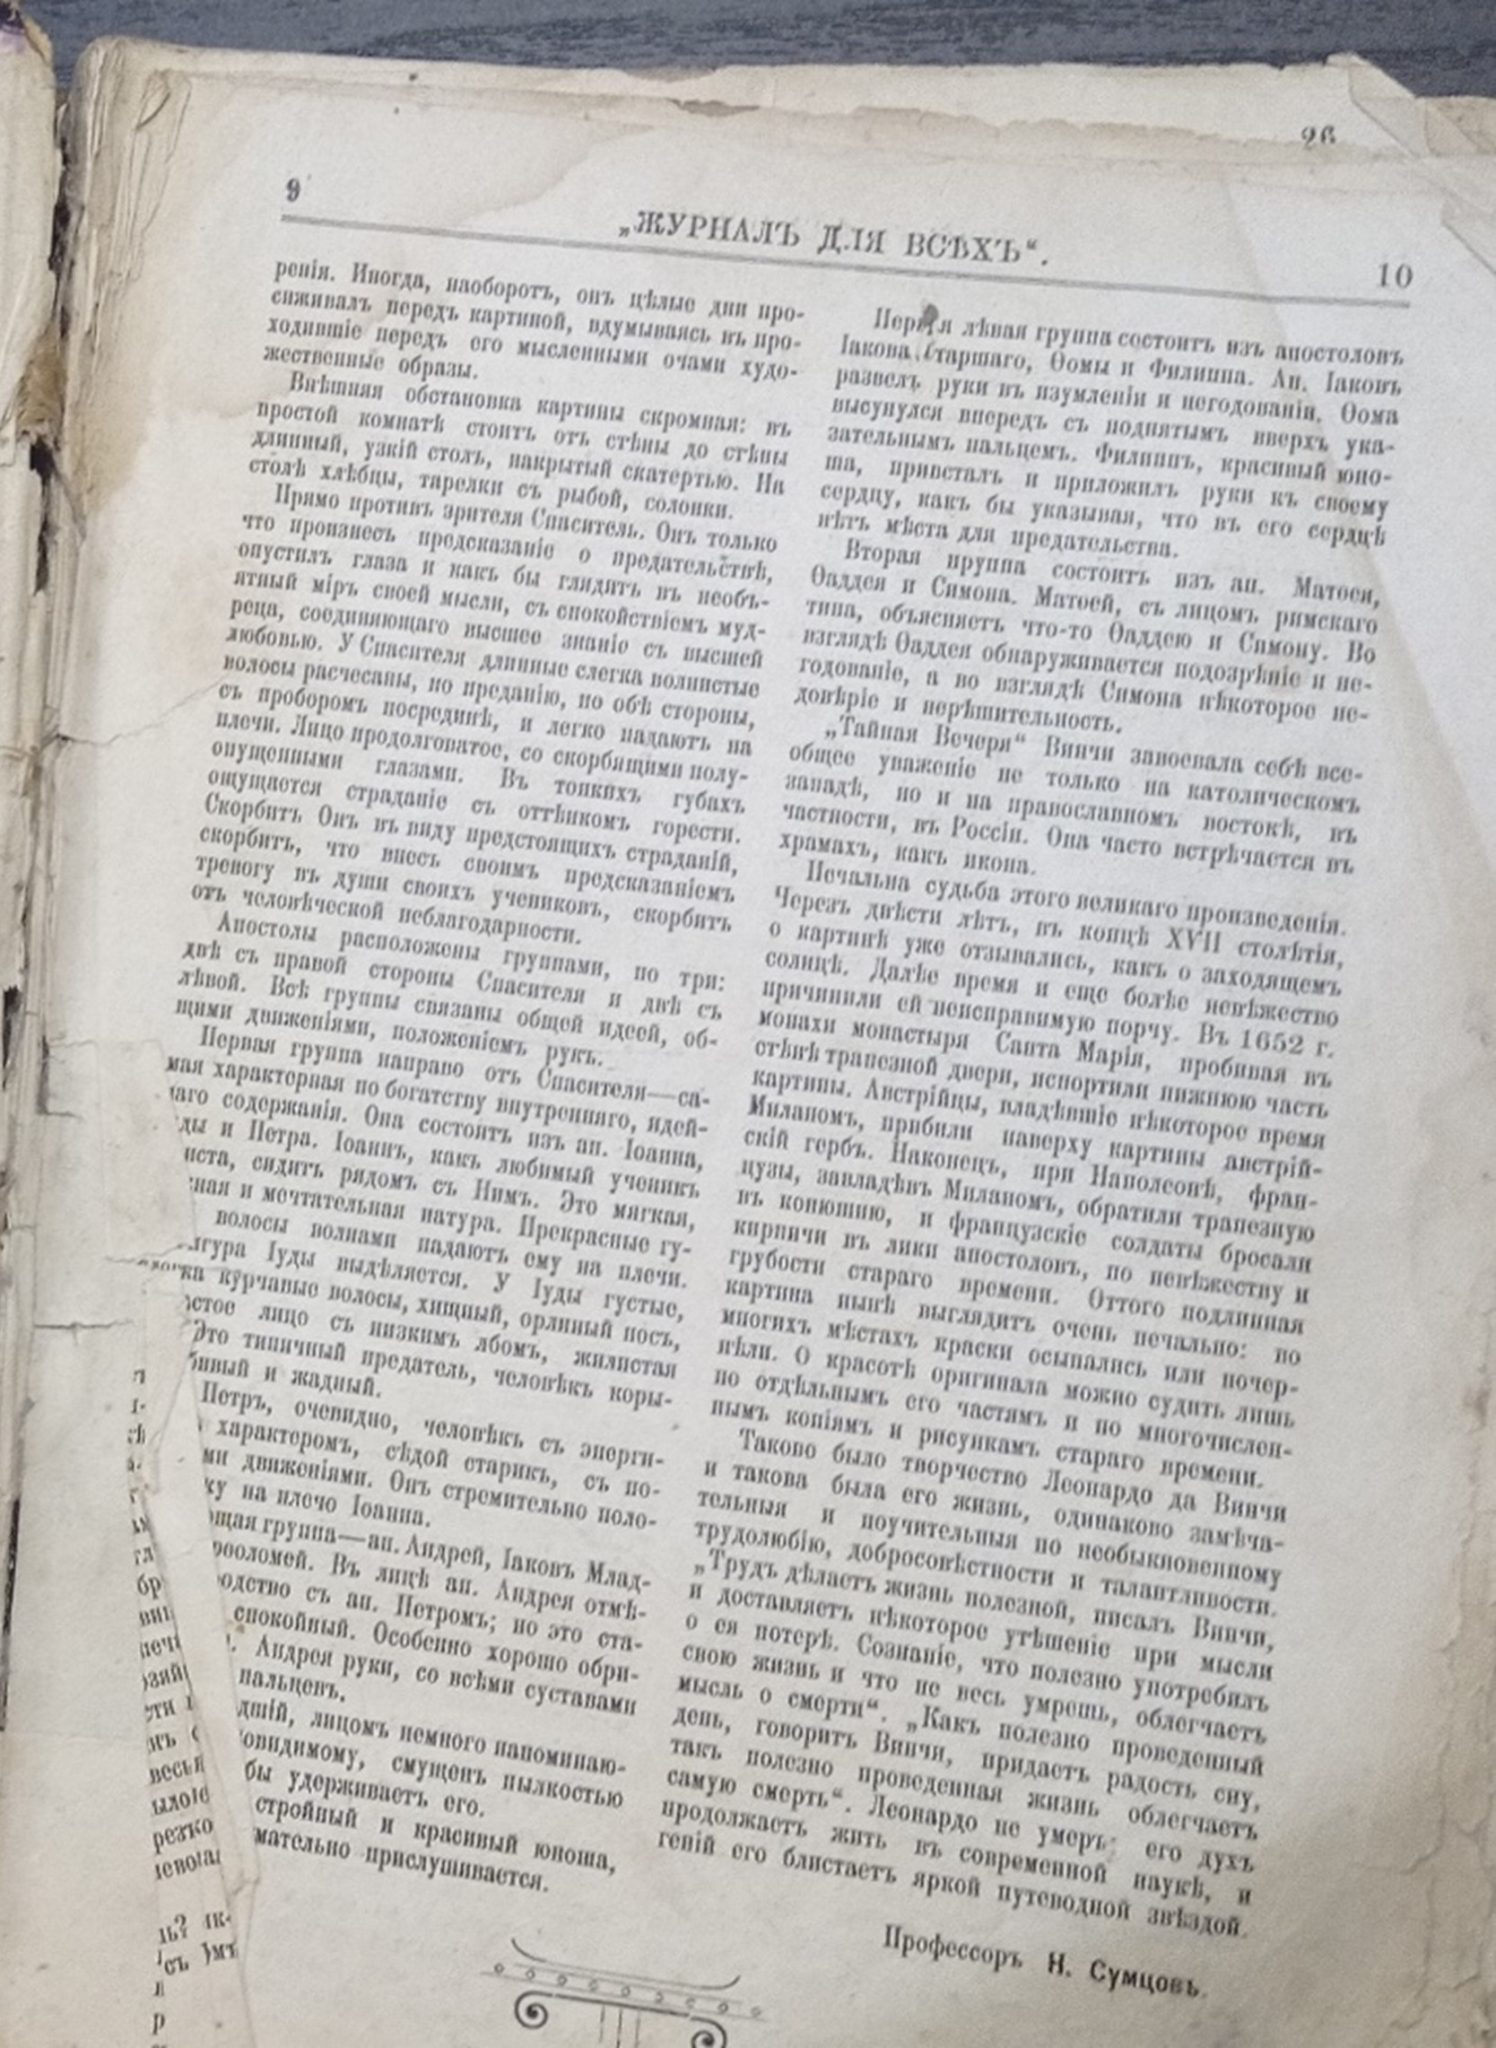 26
9
„ЖУРНАЛЪ ДЛЯ ВСѢХЪ“.
10
ренія. Иногда, наоборотъ, онъ цѣлые дни про-
сиживалъ передъ картиной, вдумываясь въ про-
ходившіе передъ его мысленными очами худо-
жественные образы.
Внѣшняя обстановка картины скромная: въ
простой комнатѣ стоитъ отъ стѣны до стѣны
длинный, узкій столъ, накрытый скатертью. На
столѣ хлѣбцы, тарелки съ рыбой, солонки.
Прямо противъ зрителя Спаситель. Онъ только
что произнесъ предсказаніе о предательствѣ,
опустилъ глаза и какъ бы глядитъ въ необъ-
ятный міръ своей мысли, съ спокойствіемъ муд-
реца, соединяющаго высшее знаніе съ высшей
любовью. У Спасителя длинные слегка волнистые
волосы расчесаны, по преданію, по обѣ стороны,
съ проборомъ посрединѣ, и легко падаютъ на
плечи. Лицо продолговатое, со скорбящими полу-
опущенными глазами. Въ тонкихъ губахъ
ощущается страданіе съ оттѣнкомъ горести.
Скорбитъ Онъ въ виду предстоящихъ страданій,
скорбитъ, что внесъ своимъ предсказаніемъ
тревогу въ души своихъ учениковъ, скорбитъ
отъ человѣческой неблагодарности.
Апостолы расположены группами, по три:
двѣ съ правой стороны Спасителя и двѣ съ
лѣвой. Всѣ группы связаны общей идеей, об-
щими движеніями, положеніемъ рукъ.
Первая группа направо отъ Спасителя—са-
мая характерная по богатству внутренняго, идей-
наго содержанія. Она состоитъ изъ ап. Іоанна,
ды и Петра. Іоаннъ, какъ любимый ученикъ
иста, сидитъ рядомъ съ Нимъ. Это мягкая,
ная и мечтательная натура. Прекрасные гу-
волосы волнами падаютъ ему на плечи.
гура Іуды выдѣляется. У Іуды густые,
ка курчавые волосы, хищный, орлиный носъ,
стое лицо съ низкимъ лбомъ, жилистая
Это типичный предатель, человѣкъ коры-
бивый и жадный.
Петръ, очевидно, человѣкъ съ энерги-
характеромъ, сѣдой старикъ, съ по-
ми движеніями. Онъ стремительно поло-
ку на плечо Іоанна.
ющая группа—ап. Андрей, Іаковъ Млад-
рооломей. Въ лицѣ ап. Андрея отмѣ-
одство съ ап. Петромъ; но это ста-
спокойный. Особенно хорошо обри-
Андрея руки, со всѣми суставами
пальцевъ.
дшій, лицомъ немного напоминаю-
овидимому, смущенъ пылкостью
бы удерживаетъ его.
стройный и красивый юноша,
мательно прислушивается.
Первая лѣвая группа состоитъ изъ апостоловъ
Іакова Старшаго, Ѳомы и Филиппа. Ап. Іаковъ
развелъ руки въ изумленіи и негодованіи. Ѳома
высунулся впередъ съ поднятымъ вверхъ ука-
зательнымъ пальцемъ. Филиппъ, красивый юно-
ша, привсталъ и приложилъ руки къ своему
сердцу, какъ бы указывая, что въ его сердцѣ
нѣтъ мѣста для предательства.
Вторая группа состоитъ изъ ап. Матѳея,
Ѳаддея и Симона. Матѳей, съ лицомъ римскаго
типа, объясняетъ что-то Ѳаддею и Симону. Во
взглядѣ Ѳаддея обнаруживается подозрѣніе и не-
годованіе, а во взглядѣ Симона нѣкоторое не-
довѣріе и нерѣшительность.
„Тайная Вечеря“ Винчи завоевала себѣ все-
общее уваженіе не только на католическомъ
западѣ, но и на православномъ востокѣ, въ
частности, въ Россіи. Она часто встрѣчается въ
храмахъ, какъ икона.
Печальна судьба этого великаго произведенія.
Черезъ двѣсти лѣтъ, въ концѣ XVII столѣтія,
о картинѣ уже отзывались, какъ о заходящемъ
солнцѣ. Далѣе время и еще болѣе невѣжество
причинили ей неисправимую порчу. Въ 1652 г.
монахи монастыря Санта Марія, пробивая въ
стѣнѣ трапезной двери, испортили нижнюю часть
картины. Австрійцы, владѣвшіе нѣкоторое время
Миланомъ, прибили наверху картины австрій-
скій гербъ. Наконецъ, при Наполеонѣ, фран-
цузы, завладѣвъ Миланомъ, обратили трапезную
въ конюшню, и французскіе солдаты бросали
кирпичи въ лики апостоловъ, по невѣжеству и
грубости стараго времени. Оттого подлинная
картина нынѣ выглядитъ очень печально: во
многихъ мѣстахъ краски осыпались или почер-
нѣли. О красотѣ оригинала можно судить лишь
по отдѣльнымъ его частямъ и по многочислен-
нымъ копіямъ и рисункамъ стараго времени.
Таково было творчество Леонардо да Винчи
и такова была его жизнь, одинаково замѣча-
тельныя и поучительныя по необыкновенному
трудолюбію, добросовѣстности и талантливости.
„Трудъ дѣлаетъ жизнь полезной, писалъ Винчи,
и доставляетъ нѣкоторое утѣшеніе при мысли
о ея потерѣ. Сознаніе, что полезно употребилъ
свою жизнь и что не весь умрешь, облегчаетъ
мысль о смерти“. „Какъ полезно проведенный
день, говоритъ Винчи, придаетъ радость сну,
такъ полезно проведенная жизнь облегчаетъ
самую смерть“. Леонардо не умеръ: его духъ
продолжаетъ жить въ современной наукѣ, и
геній его блистаетъ яркой путеводной звѣздой.
Профессоръ Н. Сумцовъ.